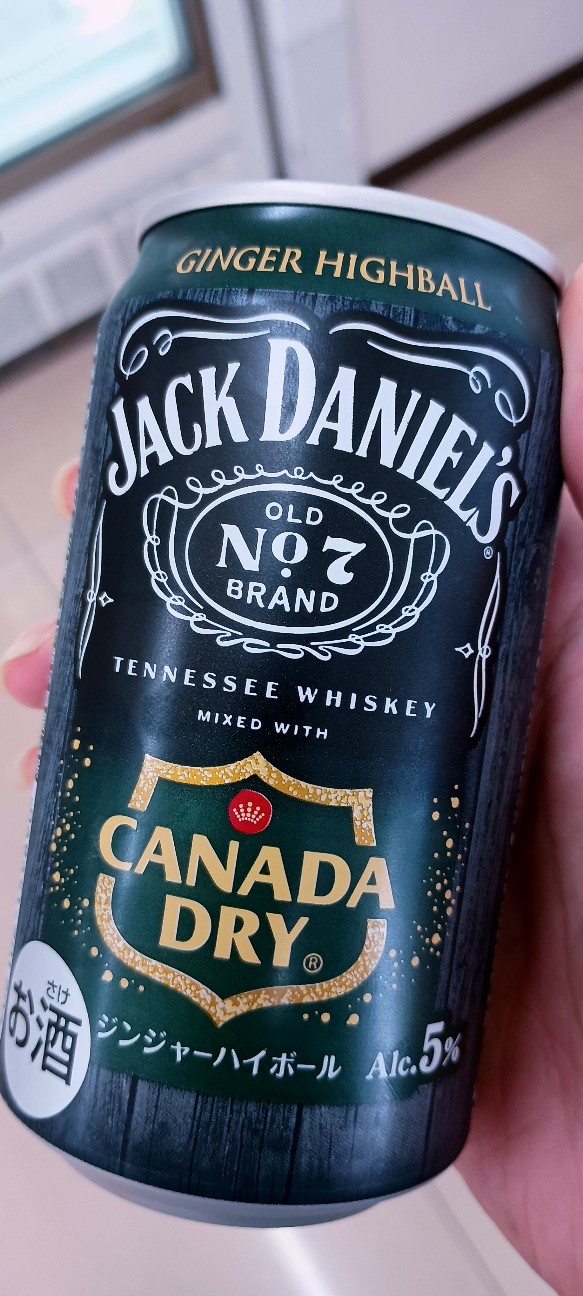 GINGER HIGHBALL
JACK DANIEL'S
®
OLD
Nº 7
BRAND
TENNESSEE WHISKEY
MIXED WITH
CANADA
DRY®
さけ
お酒
ジンジャーハイボール Alc.5%